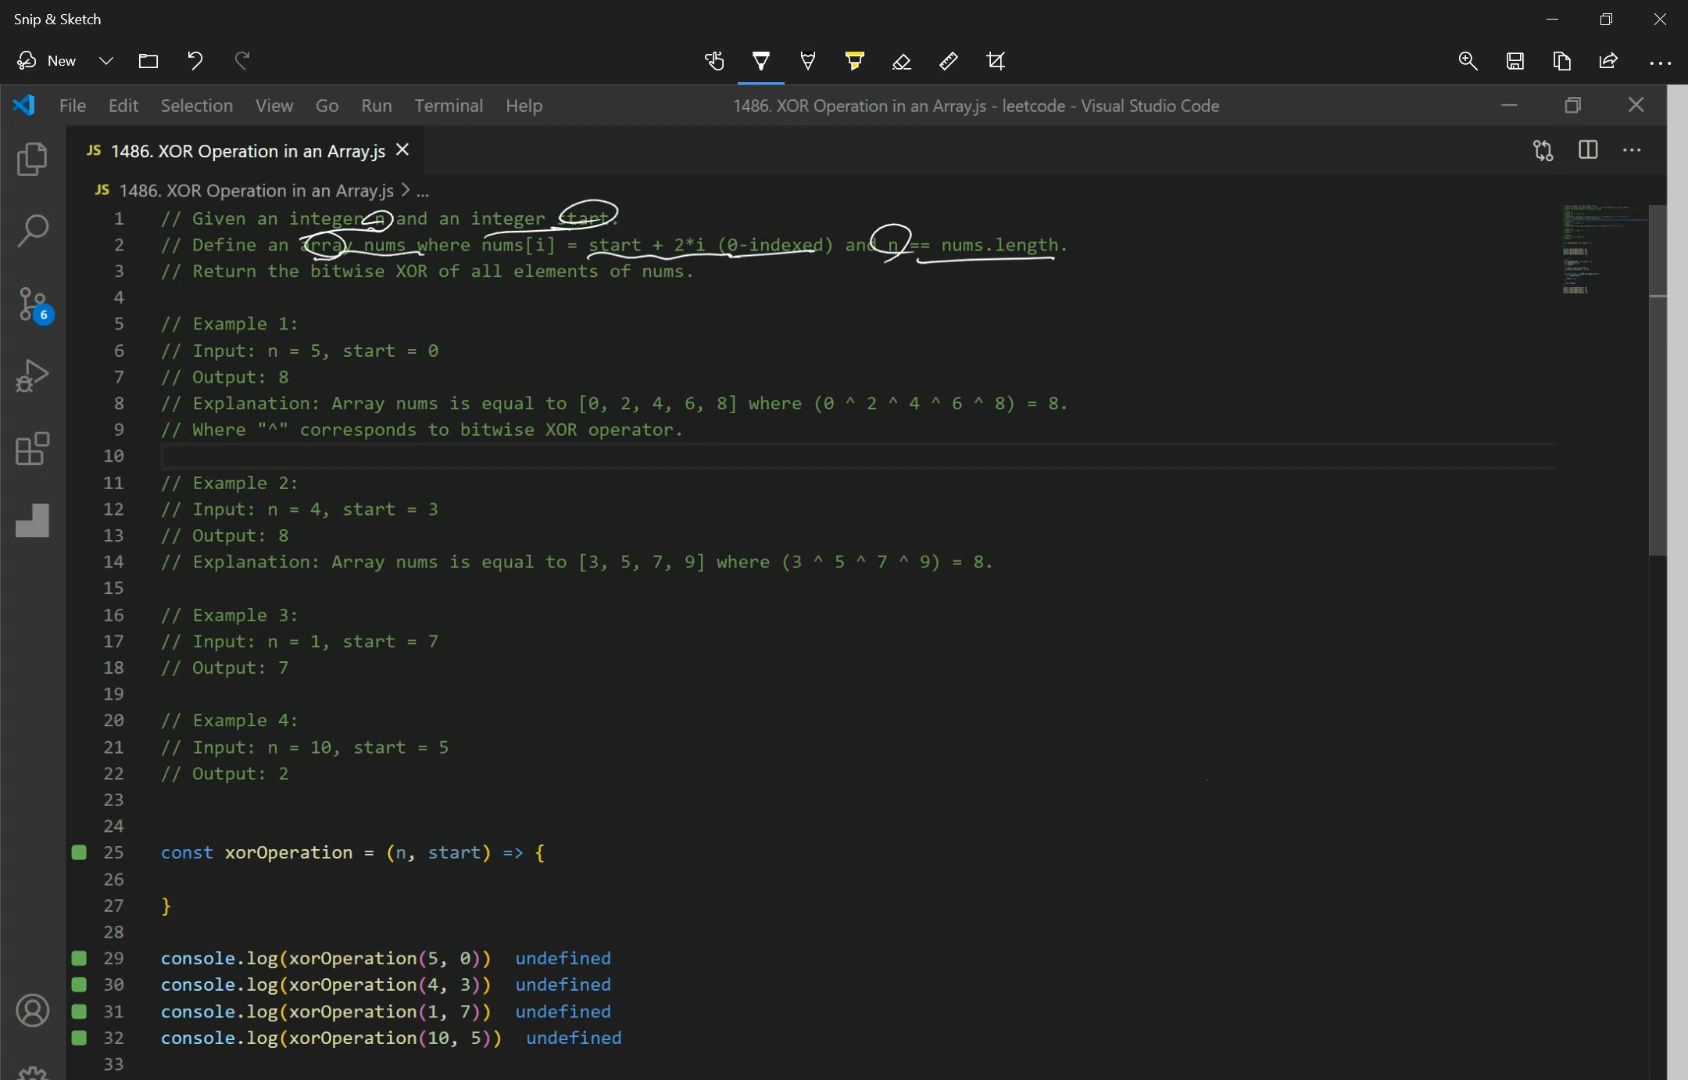 Snip & Sketch
New
File Edit Selection View Go Run Terminal Help 1486. XOR Operation in an Array.js - leetcode - Visual Studio Code
JS 1486. XOR Operation in an Array.js
JS 1486. XOR Operation in an Array.js > ...
1 // Given an integer n and an integer start.
2 // Define an array nums where nums[i] = start + 2*i (0-indexed) and n == nums.length.
3 // Return the bitwise XOR of all elements of nums.
4
5 // Example 1:
6 // Input: n = 5, start = 0
7 // Output: 8
8 // Explanation: Array nums is equal to [0, 2, 4, 6, 8] where (0 ^ 2 ^ 4 ^ 6 ^ 8) = 8.
9 // Where "^" corresponds to bitwise XOR operator.
10
11 // Example 2:
12 // Input: n = 4, start = 3
13 // Output: 8
14 // Explanation: Array nums is equal to [3, 5, 7, 9] where (3 ^ 5 ^ 7 ^ 9) = 8.
15
16 // Example 3:
17 // Input: n = 1, start = 7
18 // Output: 7
19
20 // Example 4:
21 // Input: n = 10, start = 5
22 // Output: 2
23
24
25 const xorOperation = (n, start) => {
26
27 }
28
29 console.log(xorOperation(5, 0)) undefined
30 console.log(xorOperation(4, 3)) undefined
31 console.log(xorOperation(1, 7)) undefined
32 console.log(xorOperation(10, 5)) undefined
33
6